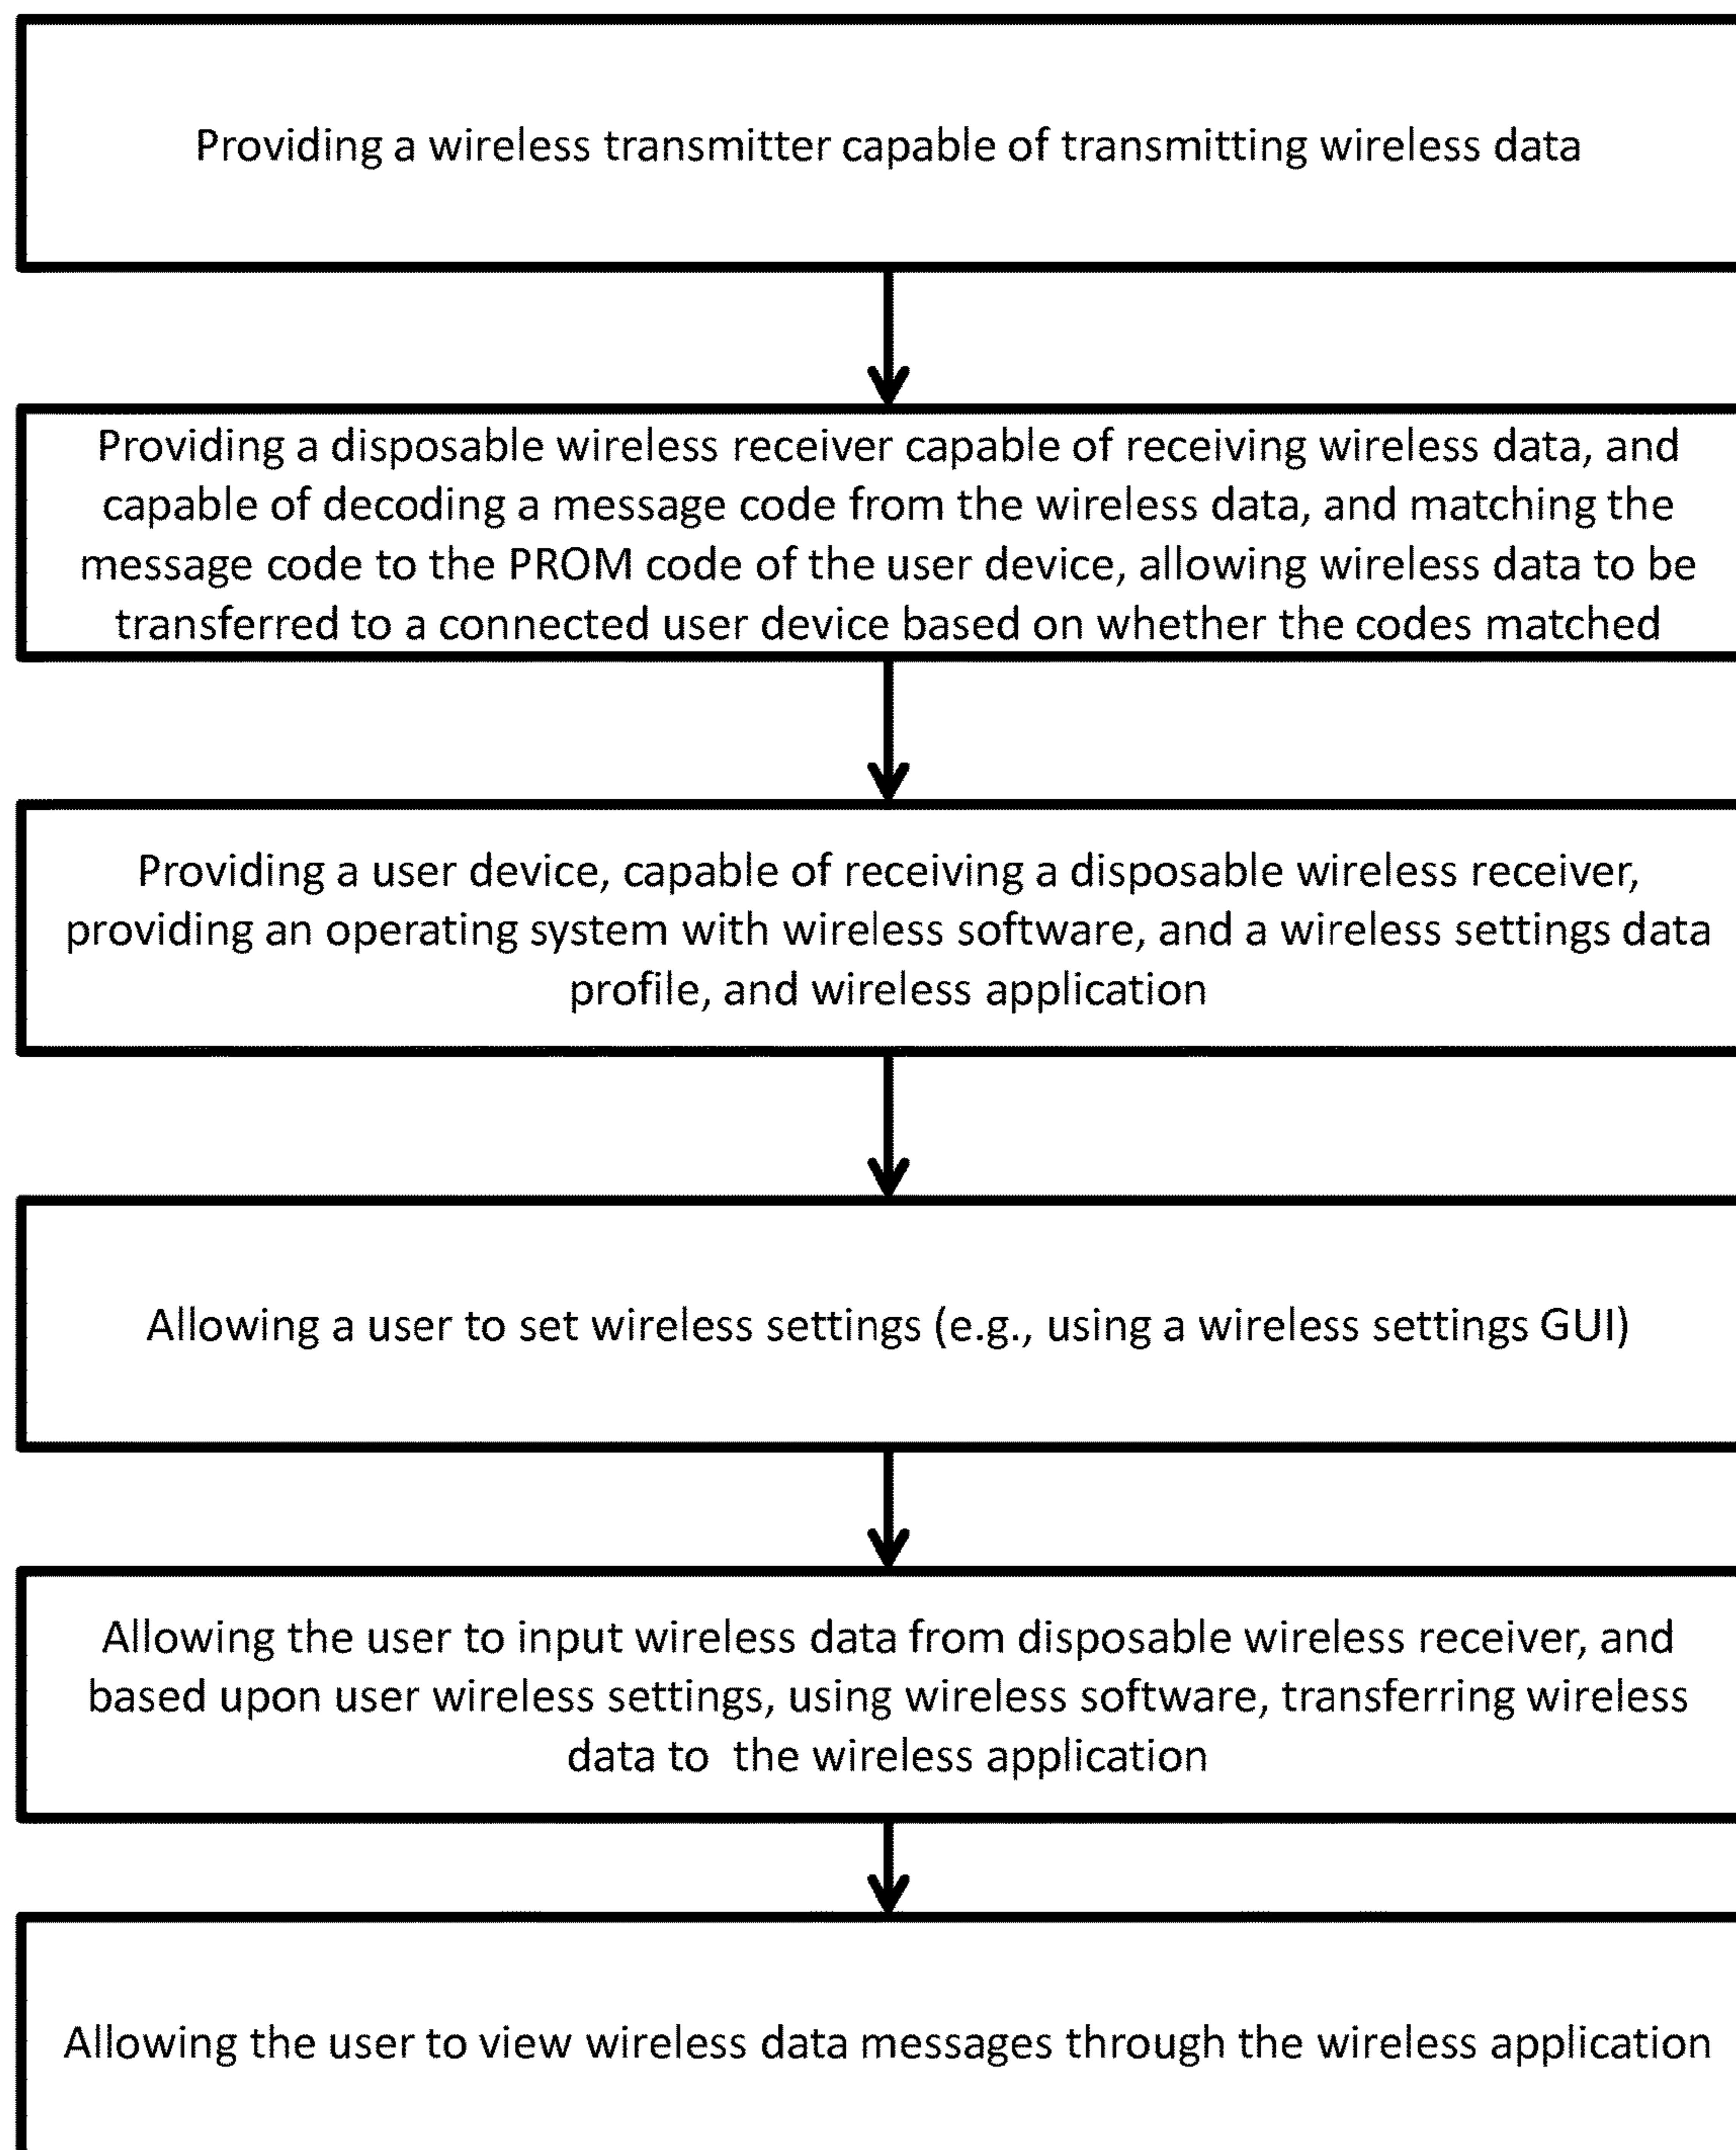 Providing a wireless transmitter capable of transmitting wireless data
Providing a disposable wireless receiver capable of receiving wireless data, and
capable of decoding a message code from the wireless data, and matching the
message code to the PROM code of the user device, allowing wireless data to be
transferred to a connected user device based on whether the codes matched
Providing a user device, capable of receiving a disposable wireless receiver,
providing an operating system with wireless software, and a wireless settings data
profile, and wireless application
Allowing a user to set wireless settings (e.g., using a wireless settings GUI)
Allowing the user to input wireless data from disposable wireless receiver, and
based upon user wireless settings, using wireless software, transferring wireless
data to the wireless application
Allowing the user to view wireless data messages through the wireless application